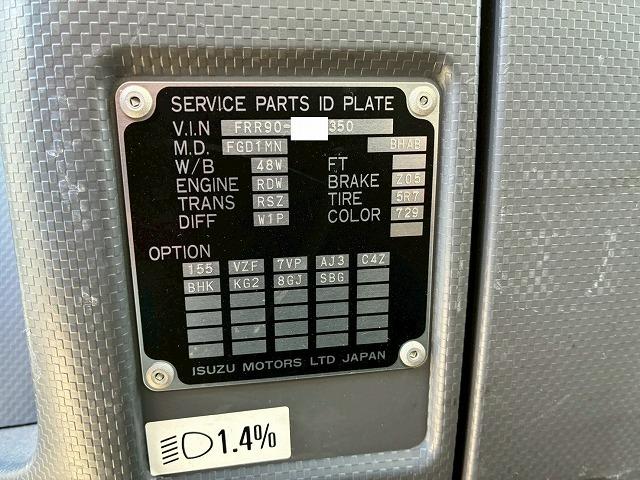 SERVICE PARTS ID PLATE
V.I.N FRR90- 350
M.D. FGD1MN BHAB
W/B 48W FT
ENGINE RDW BRAKE Z05
TRANS RSZ TIRE 5R7
DIFF W1P COLOR 729
OPTION
155 VZF 7VP AJ3 C4Z
BHK KG2 8GJ SBG
ISUZU MOTORS LTD JAPAN
1.4%